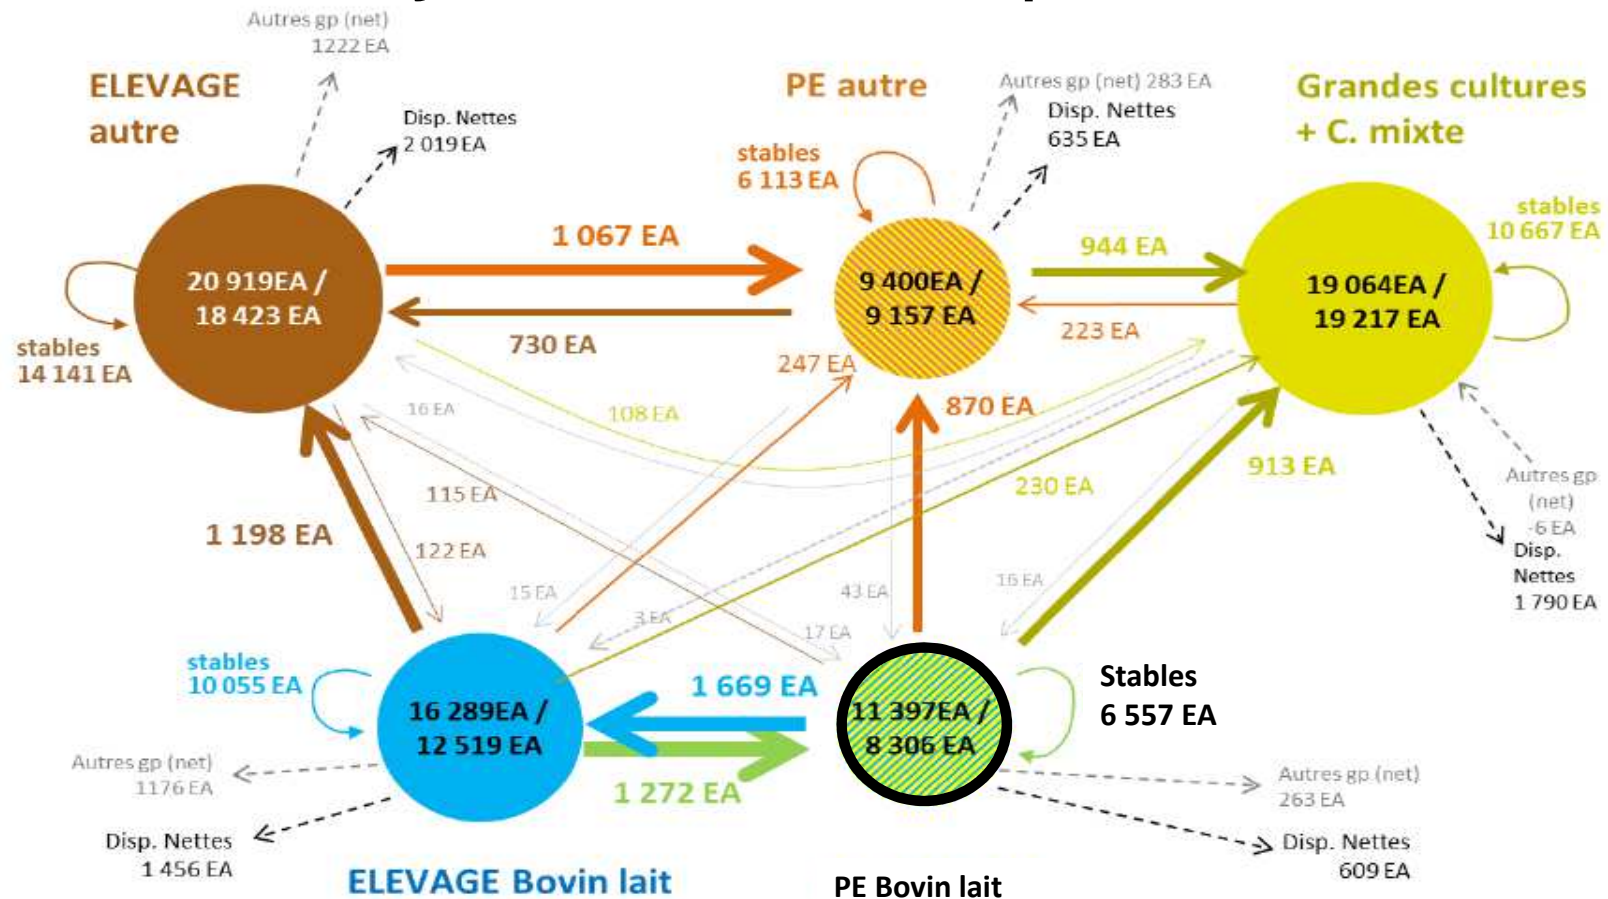 Autres gp (net)
1222 EA
ELEVAGE
autre
Disp. Nettes
2 019 EA
PE autre
Autres gp (net) 283 EA
Disp. Nettes
635 EA
Grandes cultures
+ C. mixte
stables
6 113 EA
stables
10 667 EA
1 067 EA
944 EA
20 919EA /
18 423 EA
9 400EA /
9 157 EA
19 064EA /
19 217 EA
stables
14 141 EA
730 EA
223 EA
247 EA
16 EA
108 EA
870 EA
913 EA
115 EA
230 EA
Autres gp
(net)
-6 EA
1 198 EA
122 EA
Disp.
Nettes
1 790 EA
15 EA
3 EA
43 EA
16 EA
17 EA
stables
10 055 EA
1 669 EA
Stables
6 557 EA
16 289EA /
12 519 EA
11 397EA /
8 306 EA
Autres gp (net)
1176 EA
1 272 EA
Autres gp (net)
263 EA
Disp. Nettes
1 456 EA
Disp. Nettes
609 EA
ELEVAGE Bovin lait
PE Bovin lait